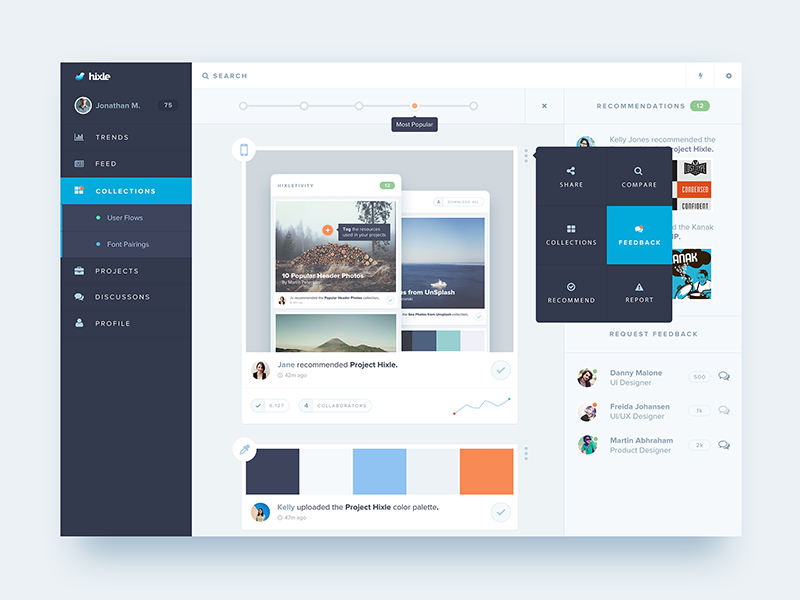 hixle
Jonathan M. 75
TRENDS
FEED
COLLECTIONS
User Flows
Font Pairings
PROJECTS
DISCUSSONS
PROFILE
SEARCH
Most Popular
HIXLETIVITY 12
Tag the resources
used in your projects.
10 Popular Header Photos
By Martin
Jo recommended the Popular Header Photos collection.
DOWNLOAD ALL
es from UnSplash
Sea Photos from Unsplash collection.
Jane recommended Project Hixle.
42m ago
6,127
4 COLLABORATORS
Kelly uploaded the Project Hixle color palette.
47m ago
RECOMMENDATIONS 12
Kelly Jones recommended the
roject Hixle.
CONDENSED
CONFIDENT
d the Kanak
IP.
ANAK
SHARE
COMPARE
COLLECTIONS
FEEDBACK
RECOMMEND
REPORT
REQUEST FEEDBACK
Danny Malone
UI Designer
500
Freida Johansen
UI/UX Designer
1k
Martin Abhraham
Product Designer
2k